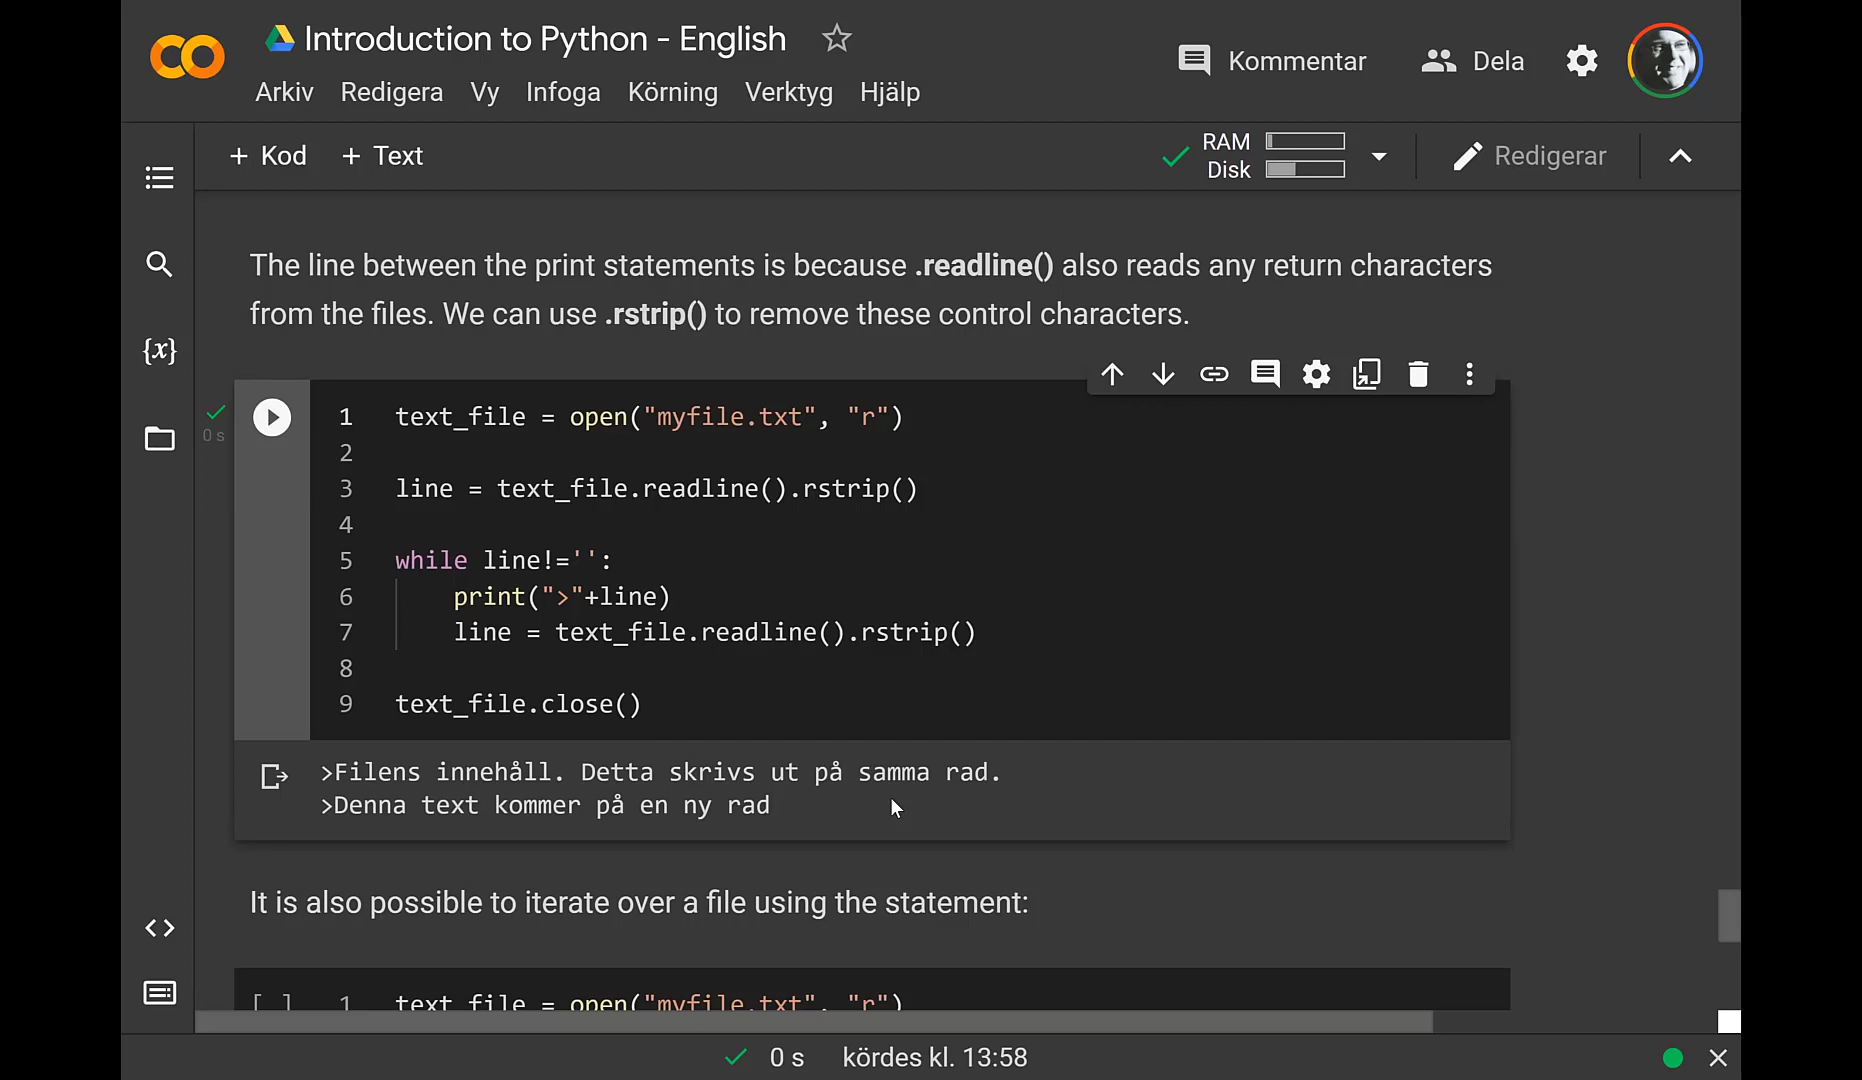 Introduction to Python - English
Arkiv Redigera Vy Infoga Körning Verktyg Hjälp
Kommentar Dela
+ Kod + Text
RAM
Disk
Redigerar
The line between the print statements is because .readline() also reads any return characters
from the files. We can use .rstrip() to remove these control characters.
{x}
0 s
1 text_file = open("myfile.txt", "r")
2
3 line = text_file.readline().rstrip()
4
5 while line!='':
6 print(">"+line)
7 line = text_file.readline().rstrip()
8
9 text_file.close()
>Filens innehåll. Detta skrivs ut på samma rad.
>Denna text kommer på en ny rad
It is also possible to iterate over a file using the statement:
[ ] 1 text_file = open("myfile.txt", "r")
0 s kördes kl. 13:58